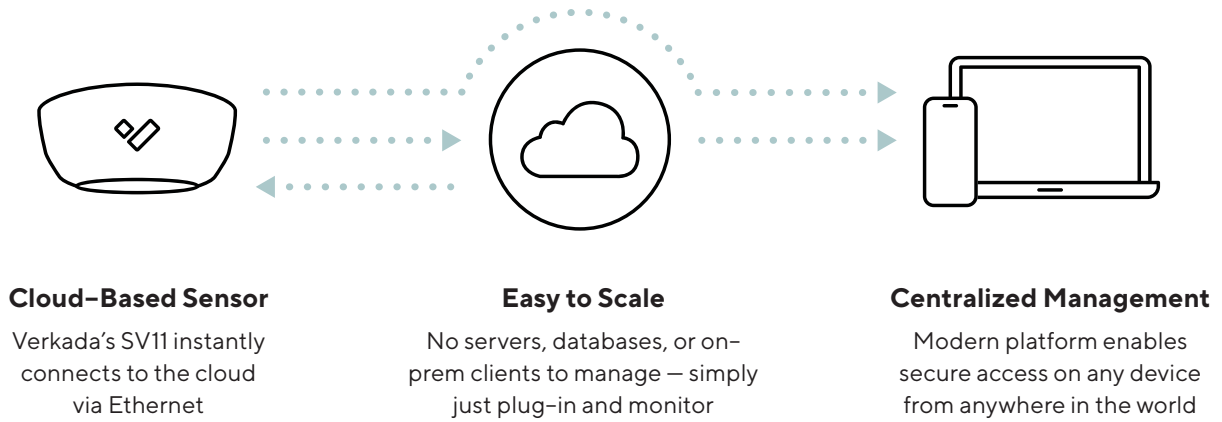 Cloud-Based Sensor
Verkada's SV11 instantly
connects to the cloud
via Ethernet
Easy to Scale
No servers, databases, or on-
prem clients to manage — simply
just plug-in and monitor
Centralized Management
Modern platform enables
secure access on any device
from anywhere in the world